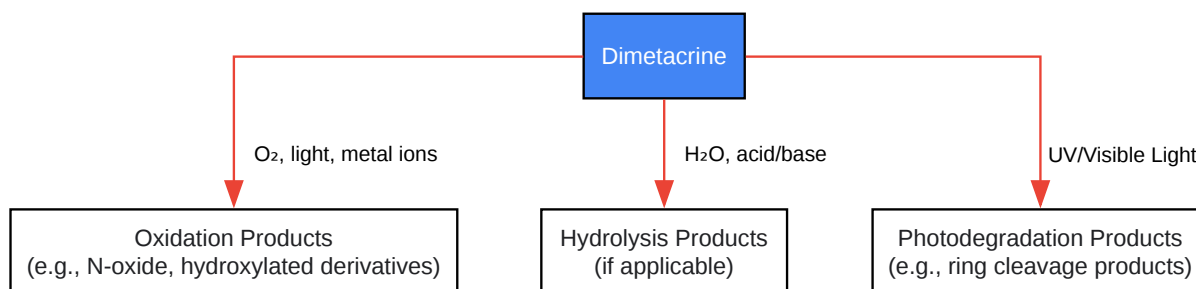 Dimetacrine
O₂, light, metal ions
H₂O, acid/base
UV/Visible Light
Oxidation Products
(e.g., N-oxide, hydroxylated derivatives)
Hydrolysis Products
(if applicable)
Photodegradation Products
(e.g., ring cleavage products)